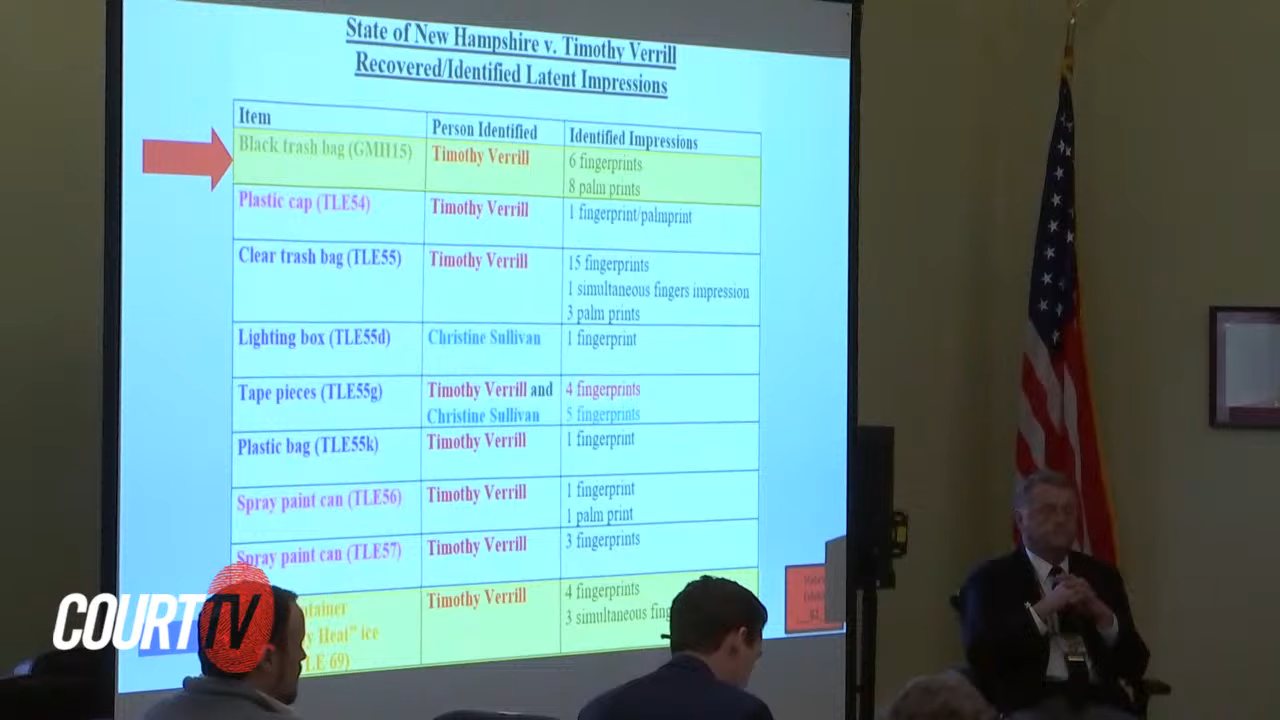 State of New Hampshire v. Timothy Verrill
Recovered/Identified Latent Impressions
Item Person Identified Identified Impressions
Black trash bag (GMH15) Timothy Verrill 6 fingerprints
8 palm prints
Plastic cap (TLE54) Timothy Verrill 1 fingerprint/palmprint
Clear trash bag (TLE55) Timothy Verrill 15 fingerprints
1 simultaneous fingers impression
3 palm prints
Lighting box (TLE55d) Christine Sullivan 1 fingerprint
Tape pieces (TLE55g) Timothy Verrill and 4 fingerprints
Christine Sullivan 5 fingerprints
Plastic bag (TLE55k) Timothy Verrill 1 fingerprint
Spray paint can (TLE56) Timothy Verrill 1 fingerprint
1 palm print
Spray paint can (TLE57) Timothy Verrill 3 fingerprints
Timothy Verrill 4 fingerprints
3 simultaneous
Heat" ice
69)
COURT TV